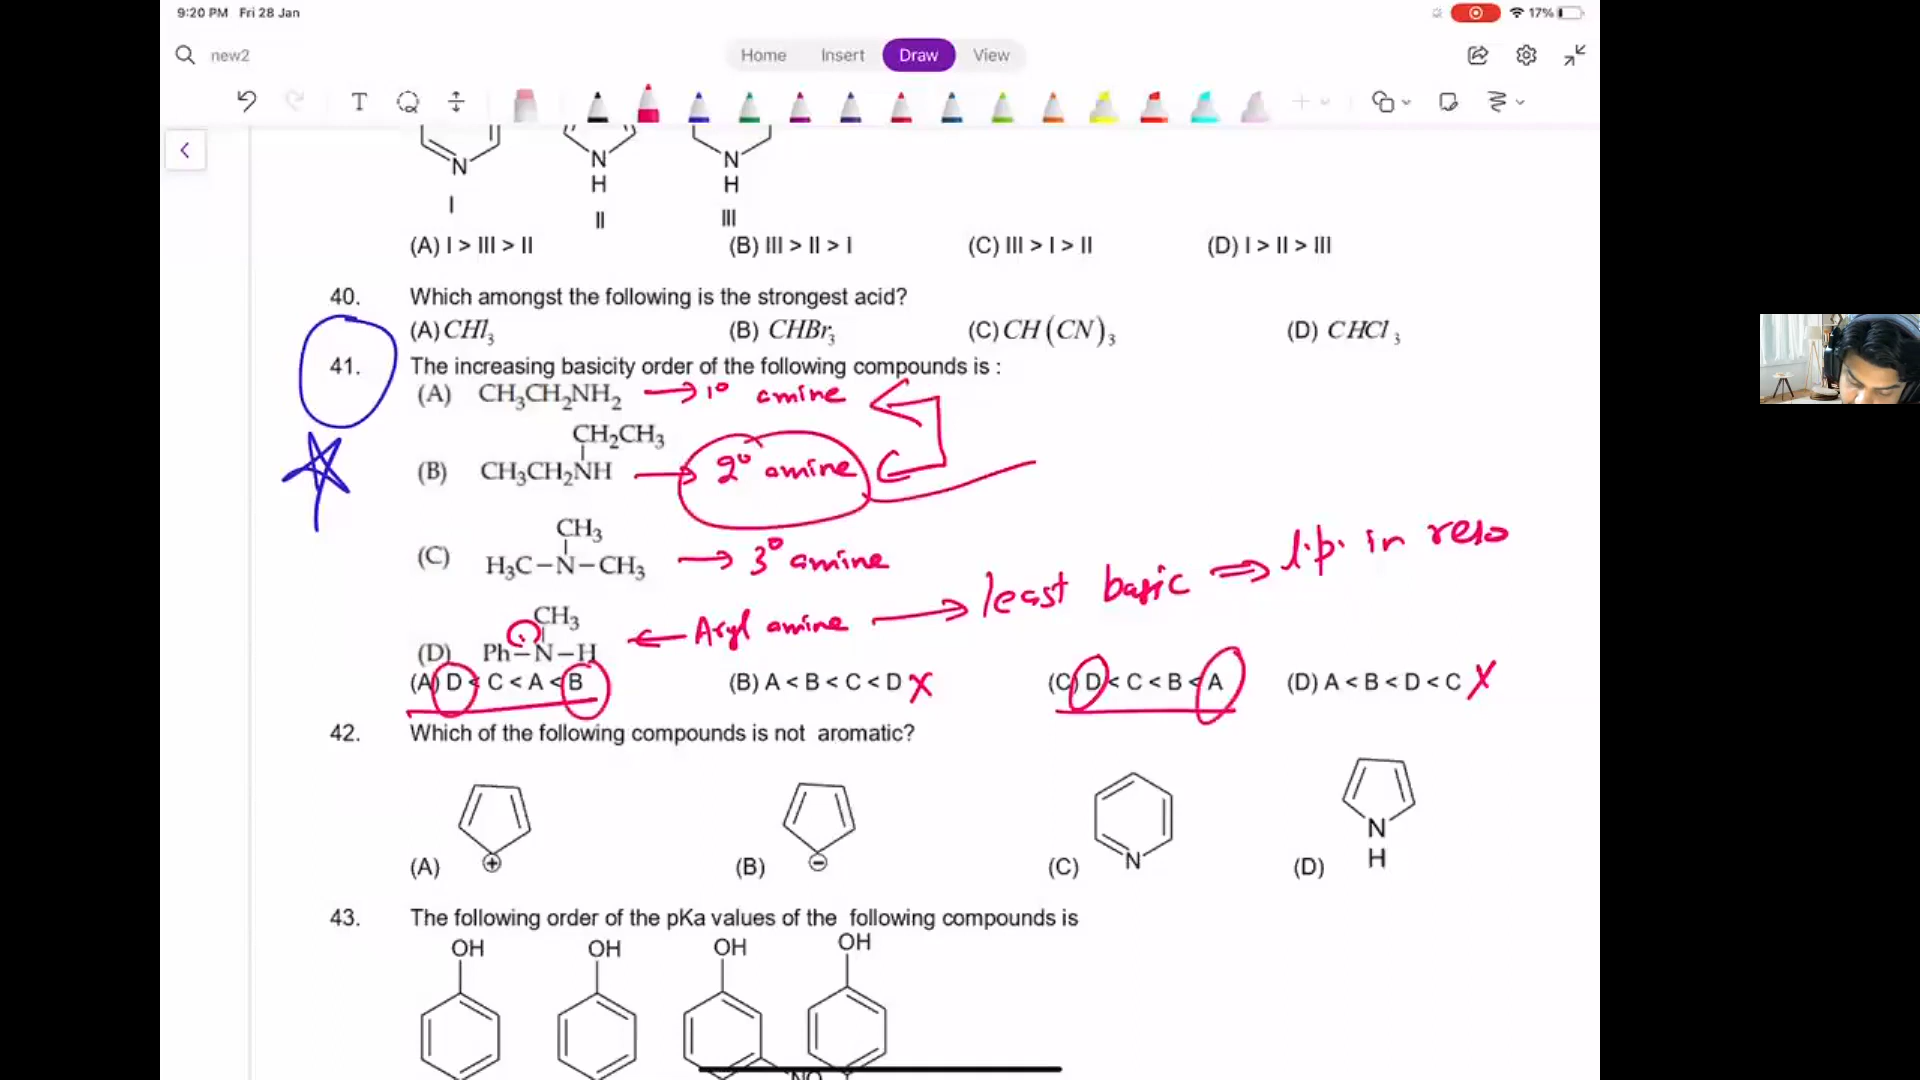 9:20 PM Fri 28 Jan 17%
new2 Home Insert Draw View
T
N N N
H H
I II III
(A) I > III > II (B) III > II > I (C) III > I > II (D) I > II > III
40. Which amongst the following is the strongest acid?
(A) CHI3 (B) CHBr3 (C) CH(CN)3 (D) CHCl3
41. The increasing basicity order of the following compounds is :
(A) CH3CH2NH2 → 1° amine
CH2CH3
(B) CH3CH2NH → 2° amine
CH3
(C) H3C–N–CH3 → 3° amine
CH3
(D) Ph–N–H ← Aryl amine → least basic ⇒ l.p. in reso
(A) D < C < A < B (B) A < B < C < D X (C) D < C < B < A (D) A < B < D < C X
42. Which of the following compounds is not aromatic?
(A) ⊕ (B) ⊖ (C) N (D) N
H
43. The following order of the pKa values of the following compounds is
OH OH OH OH